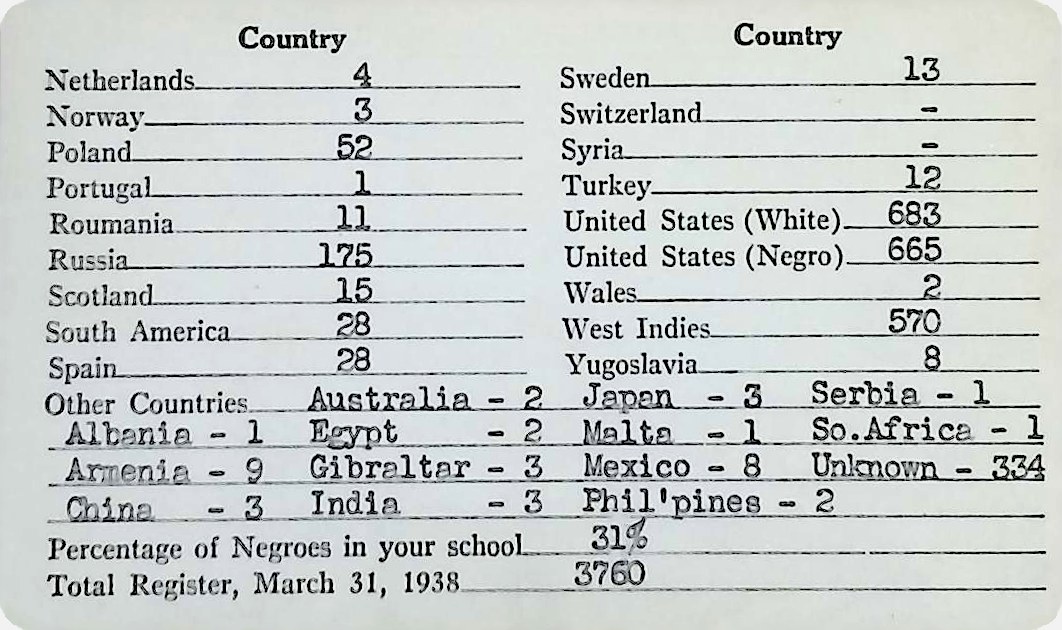 Country Country
Netherlands 4 Sweden 13
Norway 3 Switzerland -
Poland 52 Syria -
Portugal 1 Turkey 12
Roumania 11 United States (White) 683
Russia 175 United States (Negro) 665
Scotland 15 Wales 2
South America 28 West Indies 570
Spain 28 Yugoslavia 8
Other Countries Australia - 2 Japan - 3 Serbia - 1
Albania - 1 Egypt - 2 Malta - 1 So.Africa - 1
Armenia - 9 Gibraltar - 3 Mexico - 8 Unknown - 334
China - 3 India - 3 Phil'pines - 2
Percentage of Negroes in your school 31%
Total Register, March 31, 1938 3760